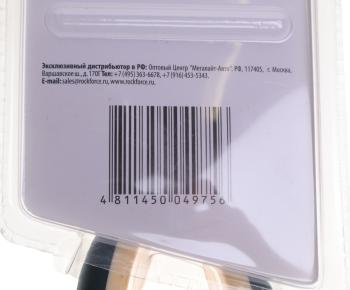 Эксклюзивный дистрибьютор в РФ: Оптовый Центр "Мегалайт-Авто". РФ, 117405, г. Москва,
Варшавское ш., д. 170Г Тел: +7 (495) 363-6678, +7 (916) 453-5343.
E-mail: sales@rockforce.ru, www.rockforce.ru.
4 811450 049756